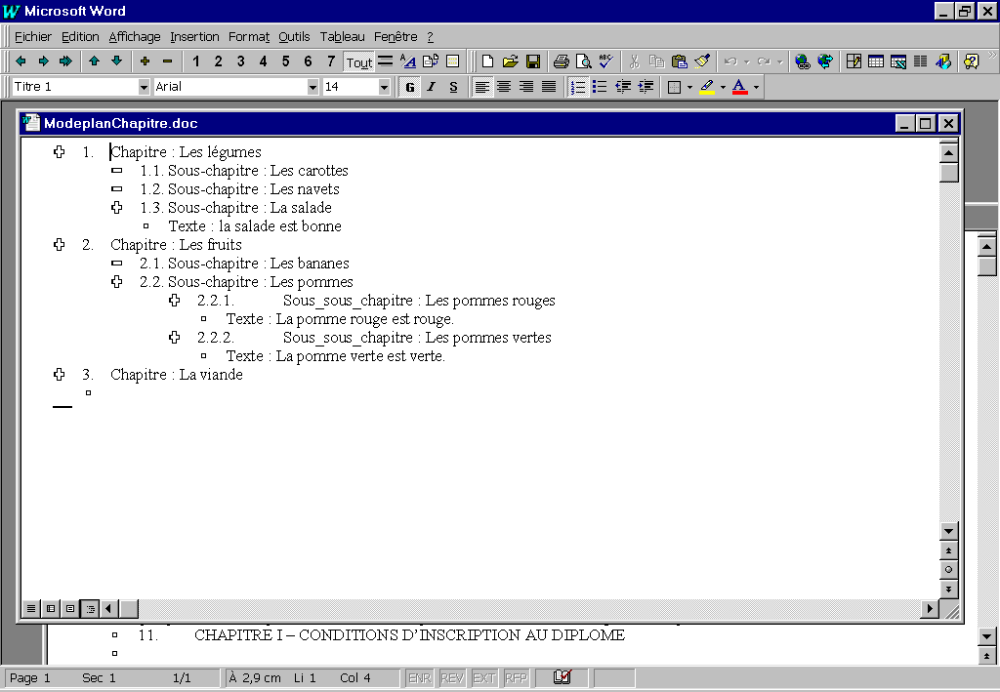 Microsoft Word
Fichier Edition Affichage Insertion Format Outils Tableau Fenêtre ?
1 2 3 4 5 6 7 Tout
Titre 1 Arial 14 G I S
ModeplanChapitre.doc
1. Chapitre : Les légumes
1.1. Sous-chapitre : Les carottes
1.2. Sous-chapitre : Les navets
1.3. Sous-chapitre : La salade
Texte : la salade est bonne
2. Chapitre : Les fruits
2.1. Sous-chapitre : Les bananes
2.2. Sous-chapitre : Les pommes
2.2.1. Sous_sous_chapitre : Les pommes rouges
Texte : La pomme rouge est rouge.
2.2.2. Sous_sous_chapitre : Les pommes vertes
Texte : La pomme verte est verte.
3. Chapitre : La viande
11. CHAPITRE I – CONDITIONS D'INSCRIPTION AU DIPLOME
Page 1 Sec 1 1/1 À 2,9 cm Li 1 Col 4 ENR REV EXT RFP